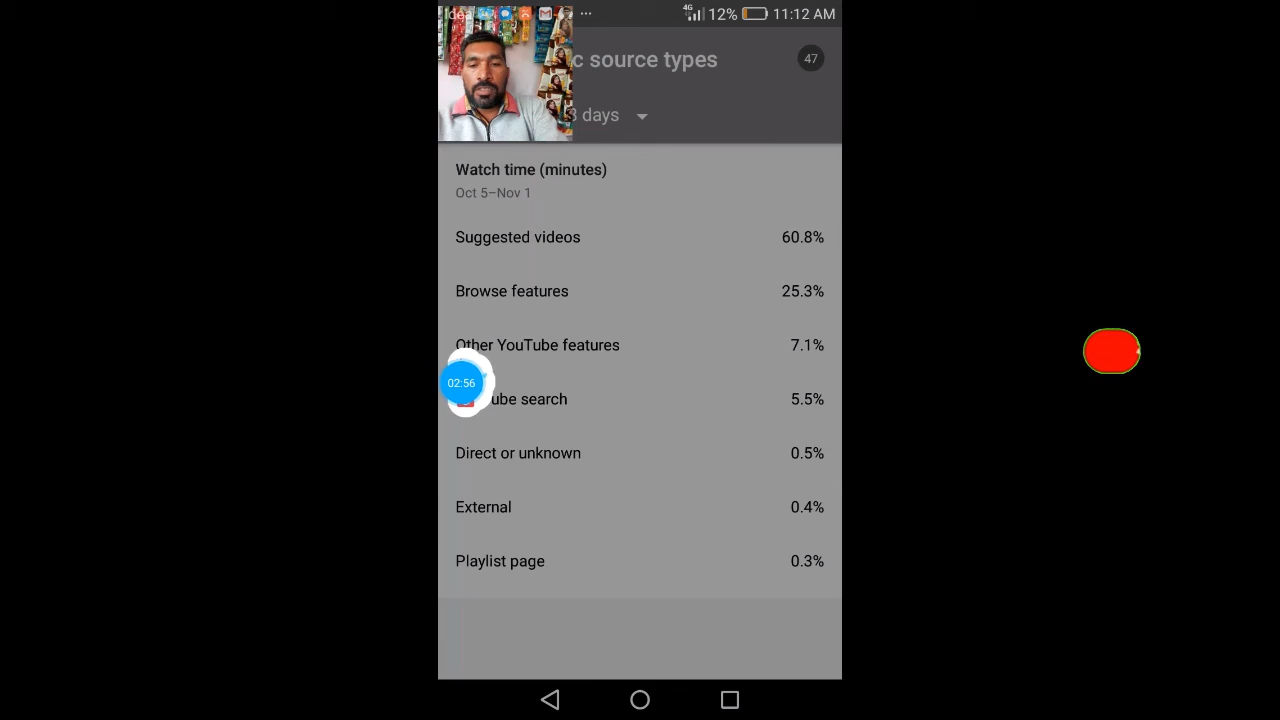 12% 11:12 AM
c source types 47
8 days
Watch time (minutes)
Oct 5–Nov 1
Suggested videos 60.8%
Browse features 25.3%
Other YouTube features 7.1%
02:56
ube search 5.5%
Direct or unknown 0.5%
External 0.4%
Playlist page 0.3%